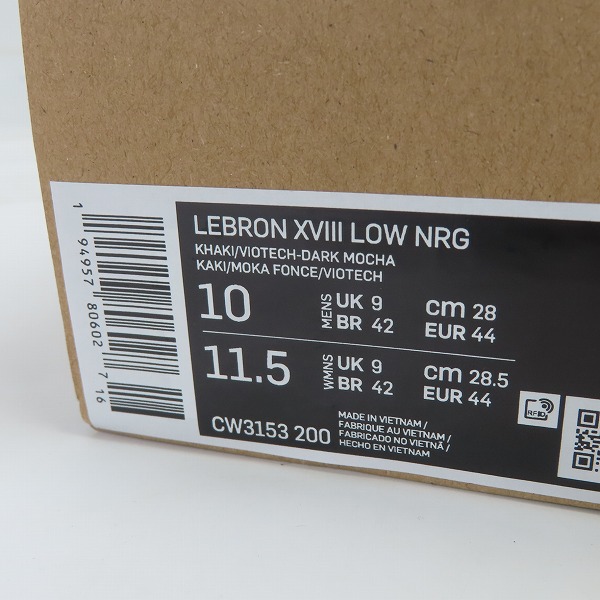 1 94957 80602 716
LEBRON XVIII LOW NRG
KHAKI/VIOTECH-DARK MOCHA
KAKI/MOKA FONCE/VIOTECH
10 MENS UK 9 cm 28
BR 42 EUR 44
11.5 WMNS UK 9 cm 28.5
BR 42 EUR 44
CW3153 200
MADE IN VIETNAM/
FABRIQUE AU VIETNAM/
FABRICADO NO VIETNÃ/
HECHO EN VIETNAM
RFID